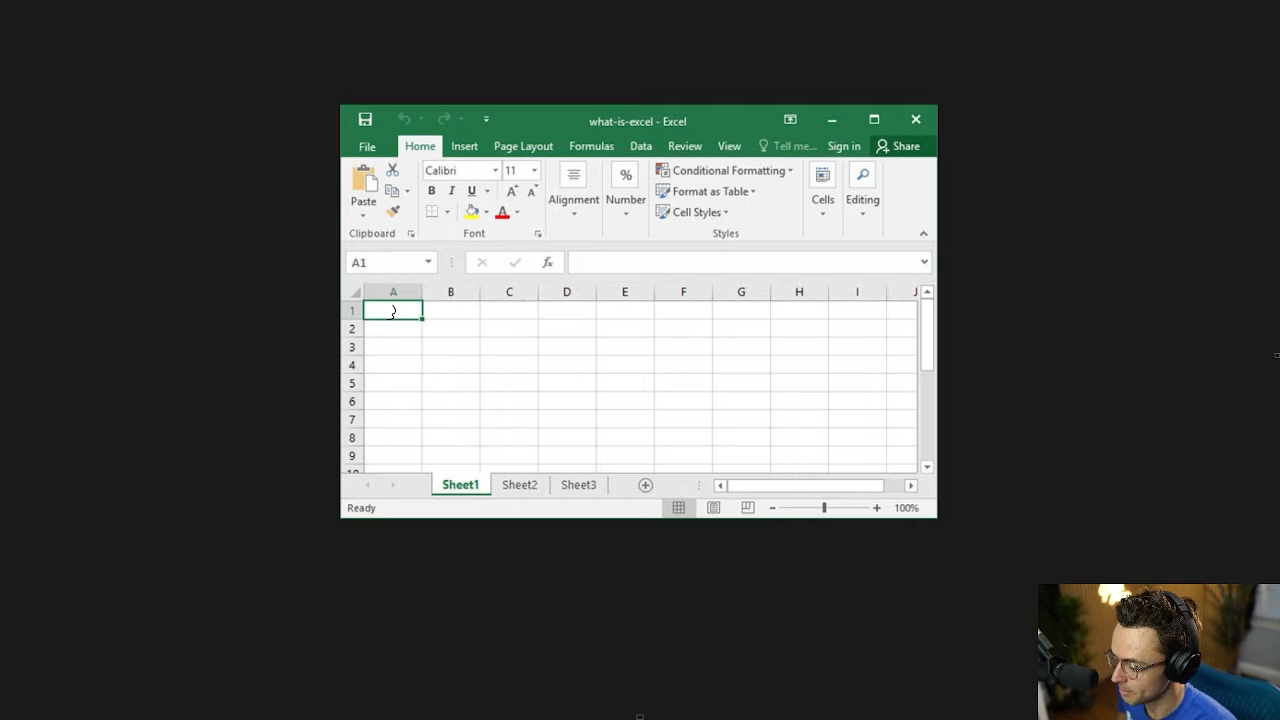 what-is-excel - Excel
File Home Insert Page Layout Formulas Data Review View Tell me... Sign in Share
Calibri 11 % Conditional Formatting
Paste B I U A A Alignment Number Format as Table Cells Editing
A Cell Styles
Clipboard Font Styles
A1 fx
A B C D E F G H I J
1
2
3
4
5
6
7
8
9
10
Sheet1 Sheet2 Sheet3
Ready 100%